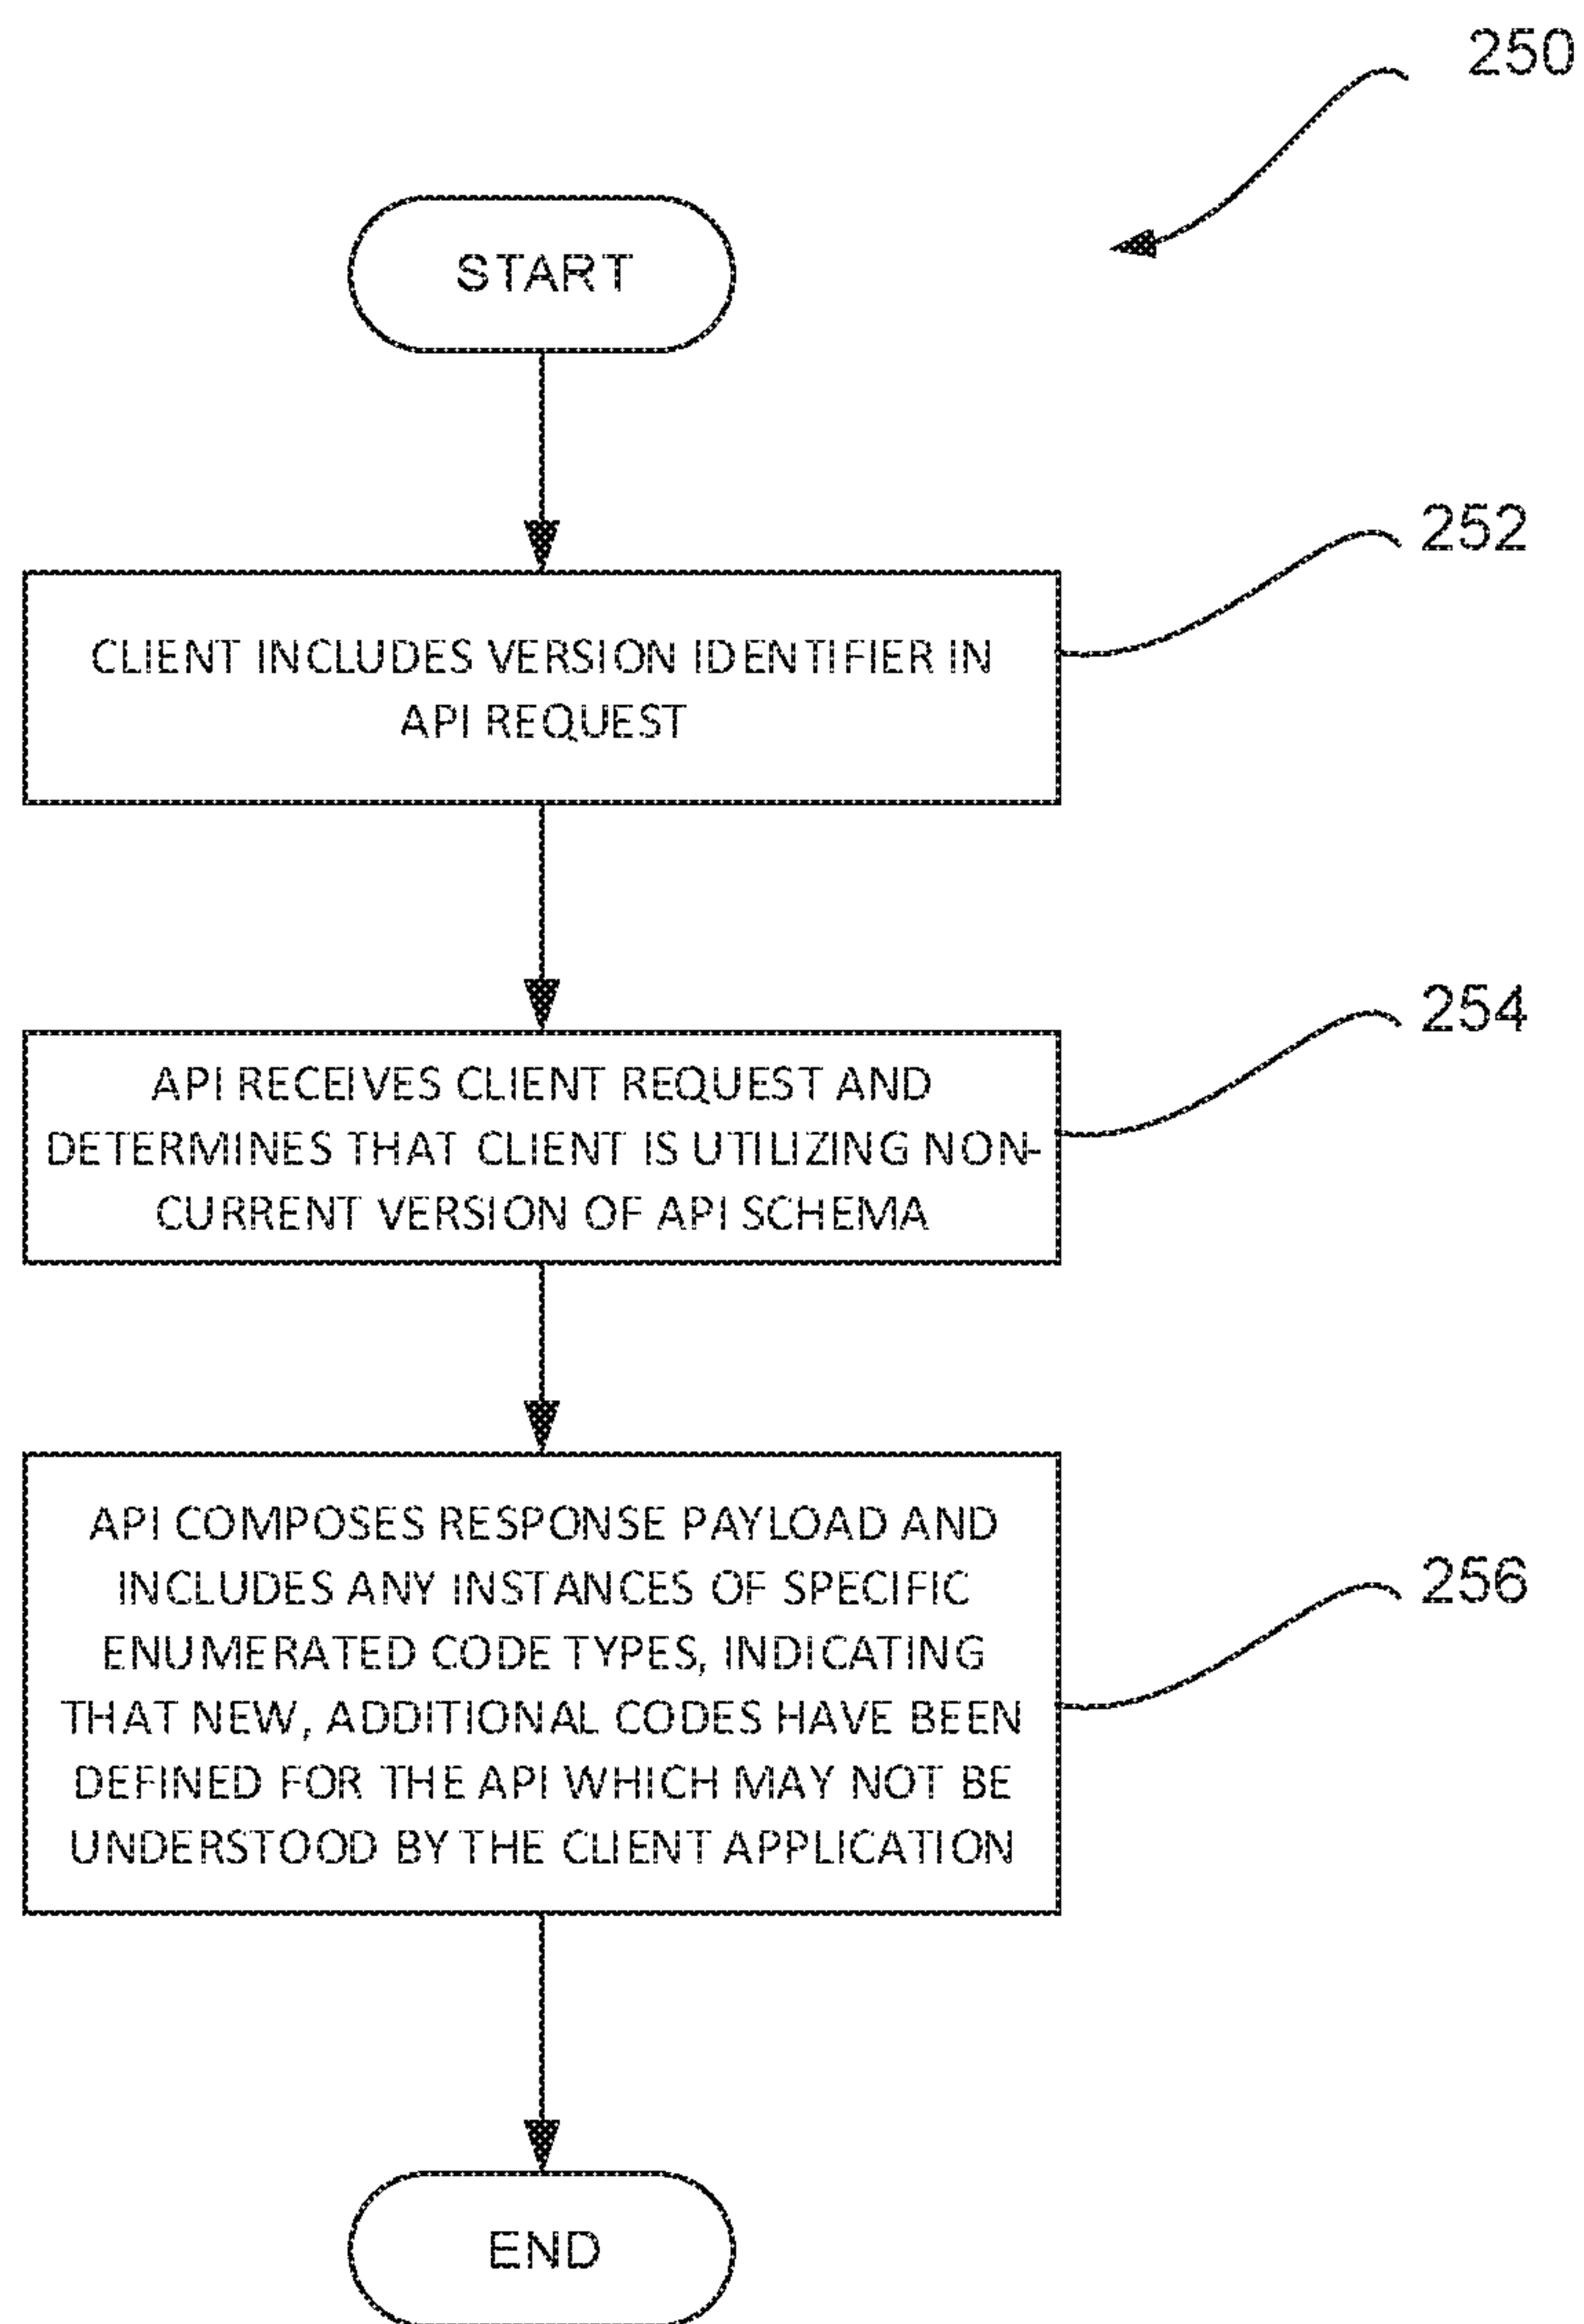 250
START
252
CLIENT INCLUDES VERSION IDENTIFIER IN
API REQUEST
254
API RECEIVES CLIENT REQUEST AND
DETERMINES THAT CLIENT IS UTILIZING NON-
CURRENT VERSION OF API SCHEMA
256
API COMPOSES RESPONSE PAYLOAD AND
INCLUDES ANY INSTANCES OF SPECIFIC
ENUMERATED CODE TYPES, INDICATING
THAT NEW, ADDITIONAL CODES HAVE BEEN
DEFINED FOR THE API WHICH MAY NOT BE
UNDERSTOOD BY THE CLIENT APPLICATION
END